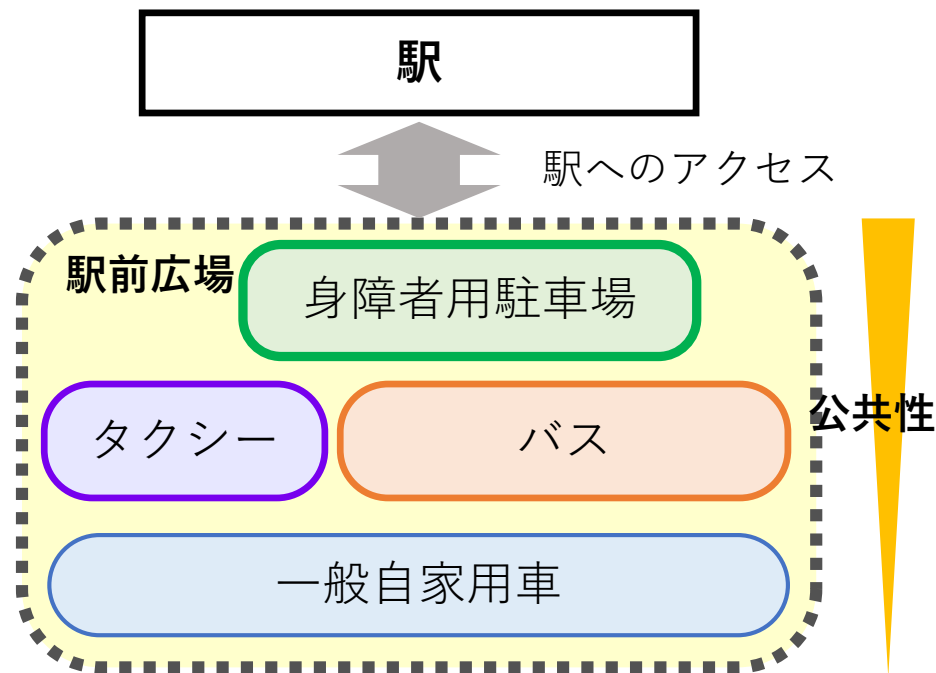 駅
駅へのアクセス
駅前広場
身障者用駐車場
タクシー
バス
公共性
一般自家用車